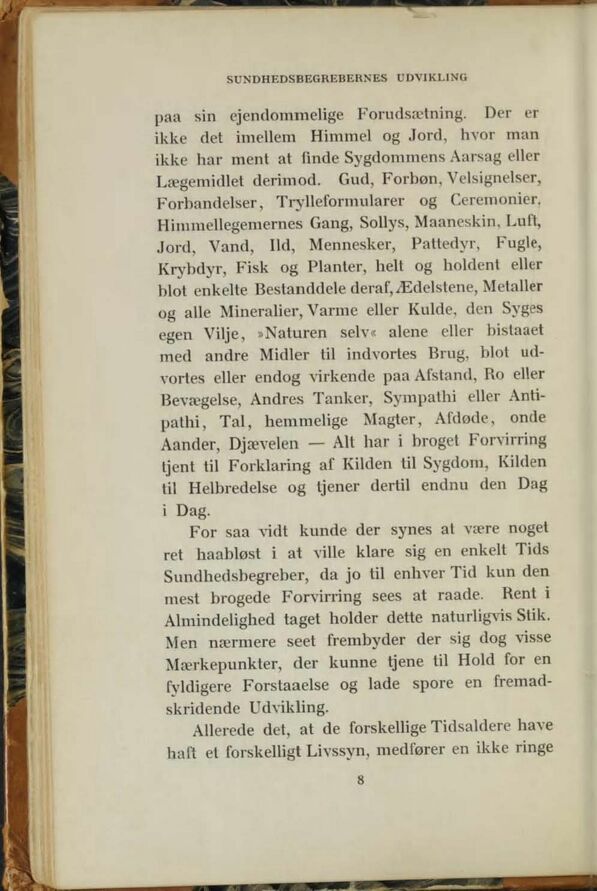 SUNDHEDSBEGREBERNES UDVIKLING
paa sin ejendommelige Forudsætning. Der er
ikke det imellem Himmel og Jord, hvor man
ikke har ment at finde Sygdommens Aarsag eller
Lægemidlet derimod. Gud, Forbøn, Velsignelser,
Forbandelser, Trylleformularer og Ceremonier,
Himmellegemernes Gang, Sollys, Maaneskin, Luft,
Jord, Vand, Ild, Mennesker, Pattedyr, Fugle,
Krybdyr, Fisk og Planter, helt og holdent eller
blot enkelte Bestanddele deraf, Ædelstene, Metaller
og alle Mineralier, Varme eller Kulde, den Syges
egen Vilje, »Naturen selv« alene eller bistaaet
med andre Midler til indvortes Brug, blot ud-
vortes eller endog virkende paa Afstand, Ro eller
Bevægelse, Andres Tanker, Sympathi eller Anti-
pathi, Tal, hemmelige Magter, Afdøde, onde
Aander, Djævelen — Alt har i broget Forvirring
tjent til Forklaring af Kilden til Sygdom, Kilden
til Helbredelse og tjener dertil endnu den Dag
i Dag.
For saa vidt kunde der synes at være noget
ret haabløst i at ville klare sig en enkelt Tids
Sundhedsbegreber, da jo til enhver Tid kun den
mest brogede Forvirring sees at raade. Rent i
Almindelighed taget holder dette naturligvis Stik.
Men nærmere seet frembyder der sig dog visse
Mærkepunkter, der kunne tjene til Hold for en
fyldigere Forstaaelse og lade spore en fremad-
skridende Udvikling.
Allerede det, at de forskellige Tidsaldere have
haft et forskelligt Livssyn, medfører en ikke ringe
8